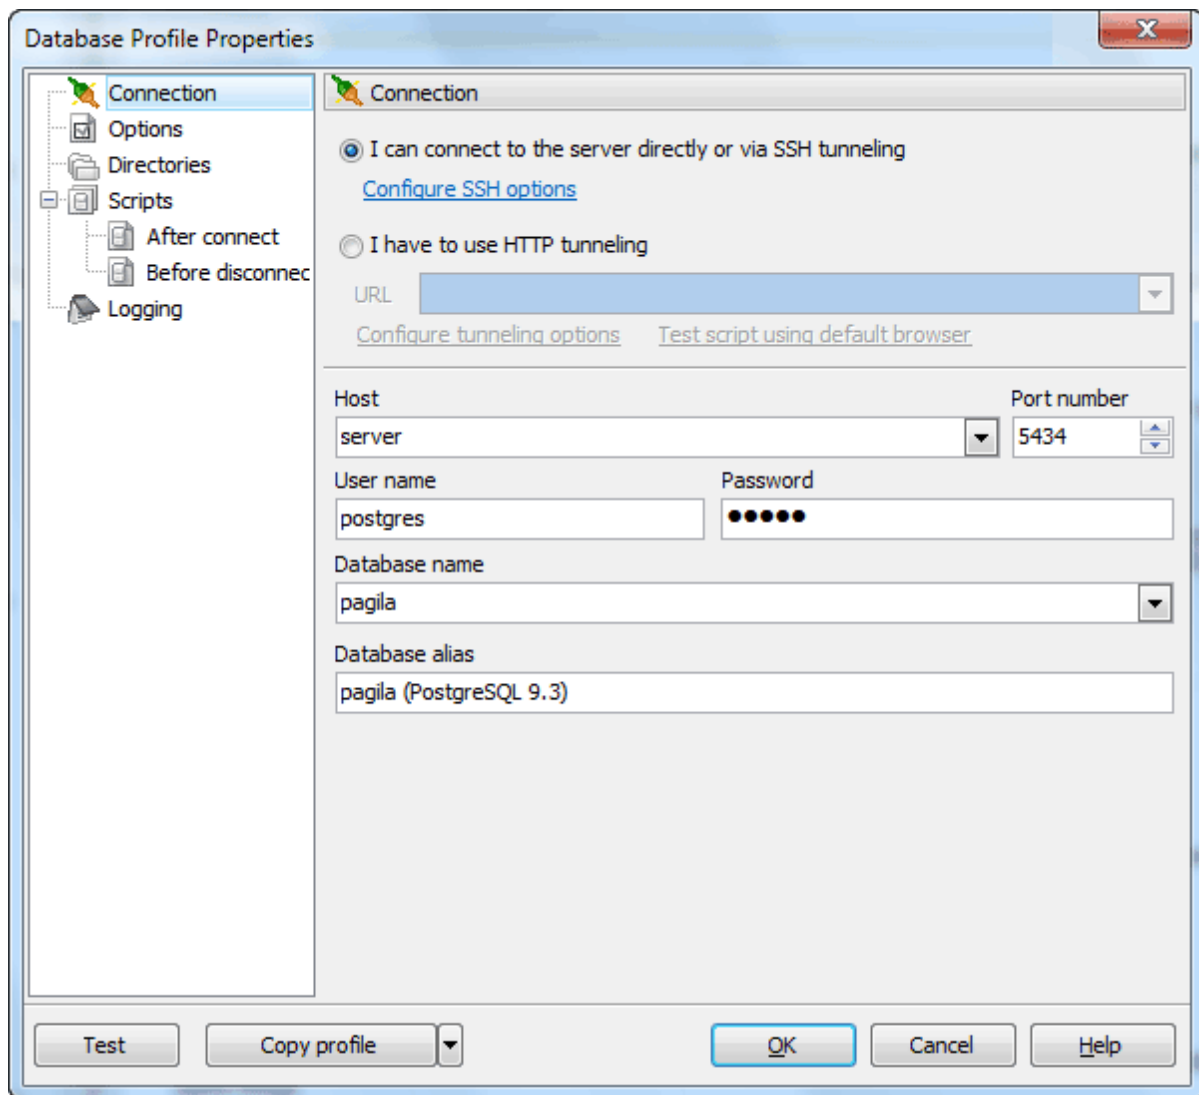 Database Profile Properties
Connection
Options
Directories
Scripts
After connect
Before disconnec
Logging
Connection
I can connect to the server directly or via SSH tunneling
Configure SSH options
I have to use HTTP tunneling
URL
Configure tunneling options Test script using default browser
Host Port number
server 5434
User name Password
postgres ●●●●●
Database name
pagila
Database alias
pagila (PostgreSQL 9.3)
Test Copy profile OK Cancel Help